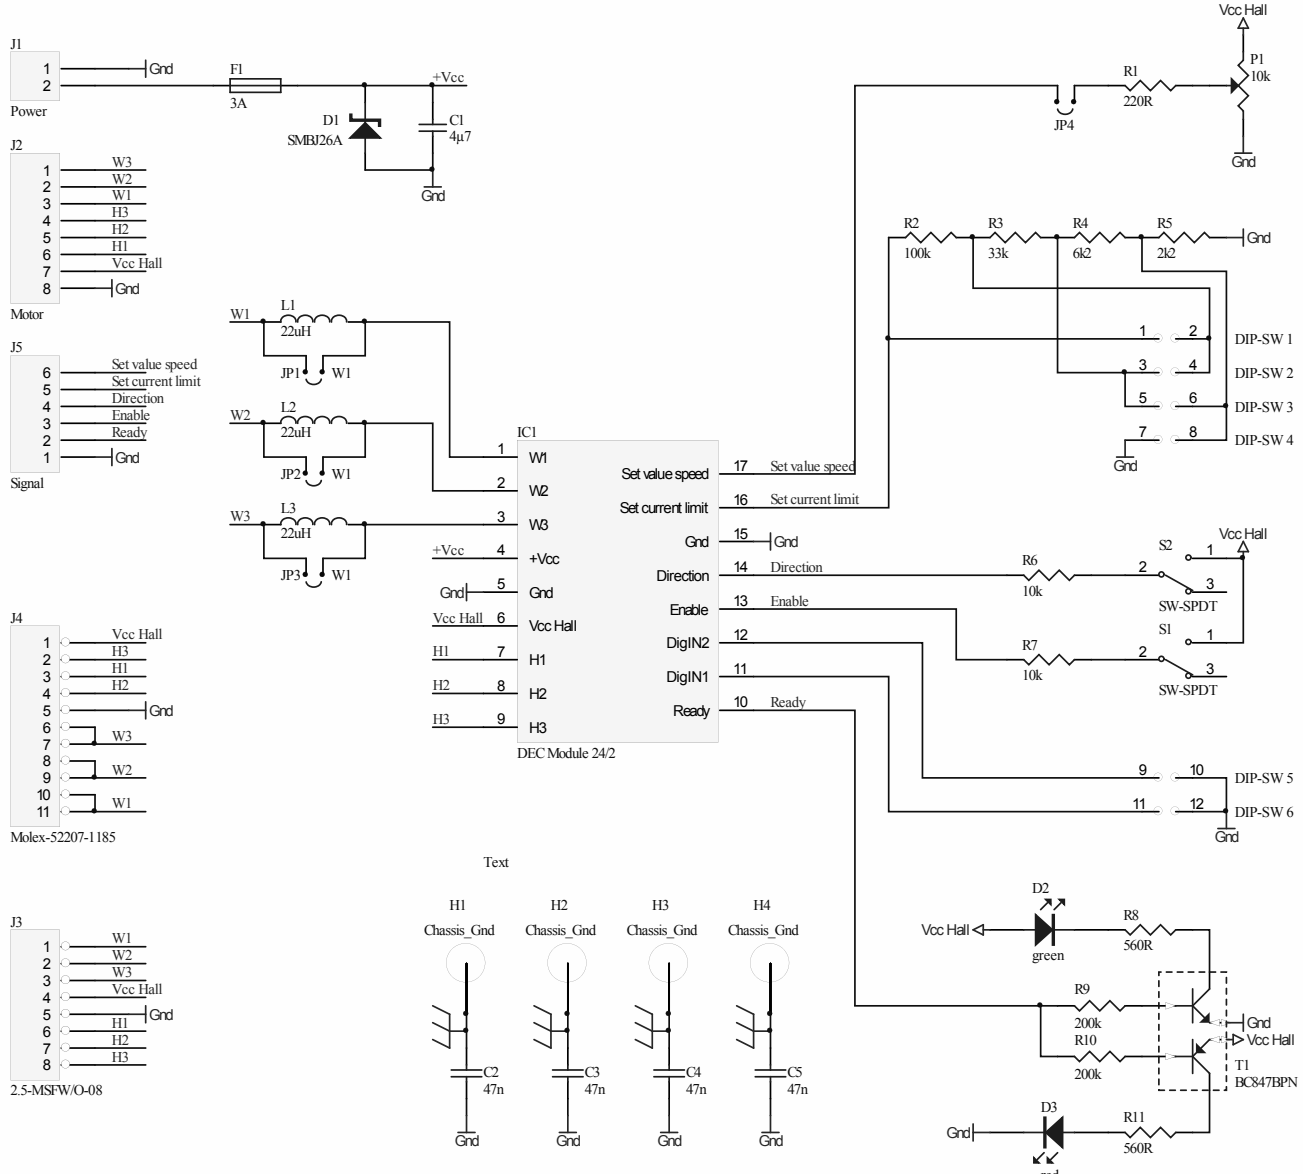 J1
1 Gnd
2
Power
F1
3A
+Vcc
D1
SMBJ26A
C1
4µ7
Gnd
J2
1 W3
2 W2
3 W1
4 H3
5 H2
6 H1
7 Vcc Hall
8 Gnd
Motor
J5
6 Set value speed
5 Set current limit
4 Direction
3 Enable
2 Ready
1 Gnd
Signal
W1
L1
22uH
JP1 W1
W2
L2
22uH
JP2 W1
W3
L3
22uH
JP3 W1
J4
1 Vcc Hall
2 H3
3 H1
4 H2
5 Gnd
6
7 W3
8
9 W2
10
11 W1
Molex-52207-1185
J3
1 W1
2 W2
3 W3
4 Vcc Hall
5 Gnd
6 H1
7 H2
8 H3
2.5-MSFW/O-08
IC1
1 W1
2 W2
3 W3
+Vcc 4 +Vcc
Gnd 5 Gnd
Vcc Hall 6 Vcc Hall
H1 7 H1
H2 8 H2
H3 9 H3
Set value speed 17 Set value speed
Set current limit 16 Set current limit
Gnd 15 Gnd
Direction 14 Direction
Enable 13 Enable
DigIN2 12
DigIN1 11
Ready 10 Ready
DEC Module 24/2
Vcc Hall
P1
10k
R1
220R
JP4
Gnd
R2
100k
R3
33k
R4
6k2
R5
2k2
Gnd
1 2 DIP-SW 1
3 4 DIP-SW 2
5 6 DIP-SW 3
7 8 DIP-SW 4
Gnd
Vcc Hall
S2
1
2
3
SW-SPDT
R6
10k
S1
1
2
3
SW-SPDT
R7
10k
9 10 DIP-SW 5
11 12 DIP-SW 6
Gnd
Text
H1
Chassis_Gnd
C2
47n
Gnd
H2
Chassis_Gnd
C3
47n
Gnd
H3
Chassis_Gnd
C4
47n
Gnd
H4
Chassis_Gnd
C5
47n
Gnd
D2
Vcc Hall
green
R8
560R
R9
200k
R10
200k
Gnd
Vcc Hall
T1
BC847BPN
D3
Gnd
R11
560R